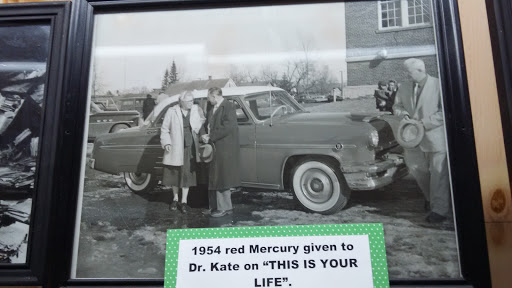 1954 red Mercury given to
Dr. Kate on "THIS IS YOUR
LIFE".